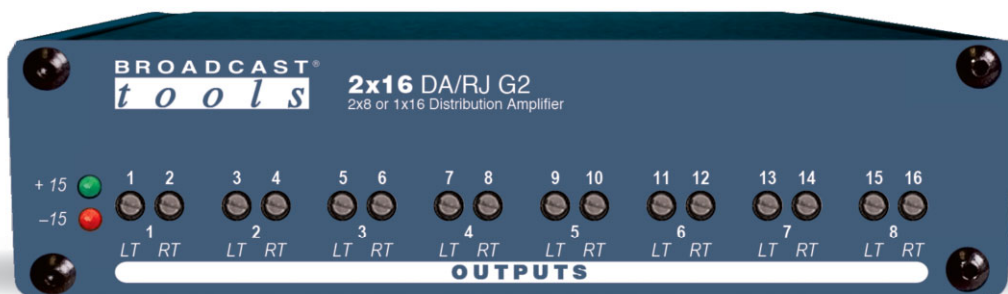 BROADCAST®
tools
2x16 DA/RJ G2
2x8 or 1x16 Distribution Amplifier
+ 15
–15
1 2 3 4 5 6 7 8 9 10 11 12 13 14 15 16
1 2 3 4 5 6 7 8
LT RT LT RT LT RT LT RT LT RT LT RT LT RT LT RT
OUTPUTS